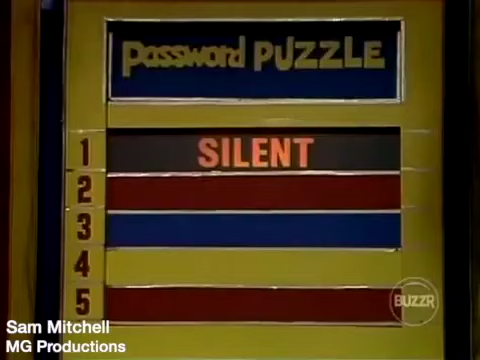 Password PUZZLE
1 SILENT
2
3
4
5
BUZZR
Sam Mitchell
MG Productions